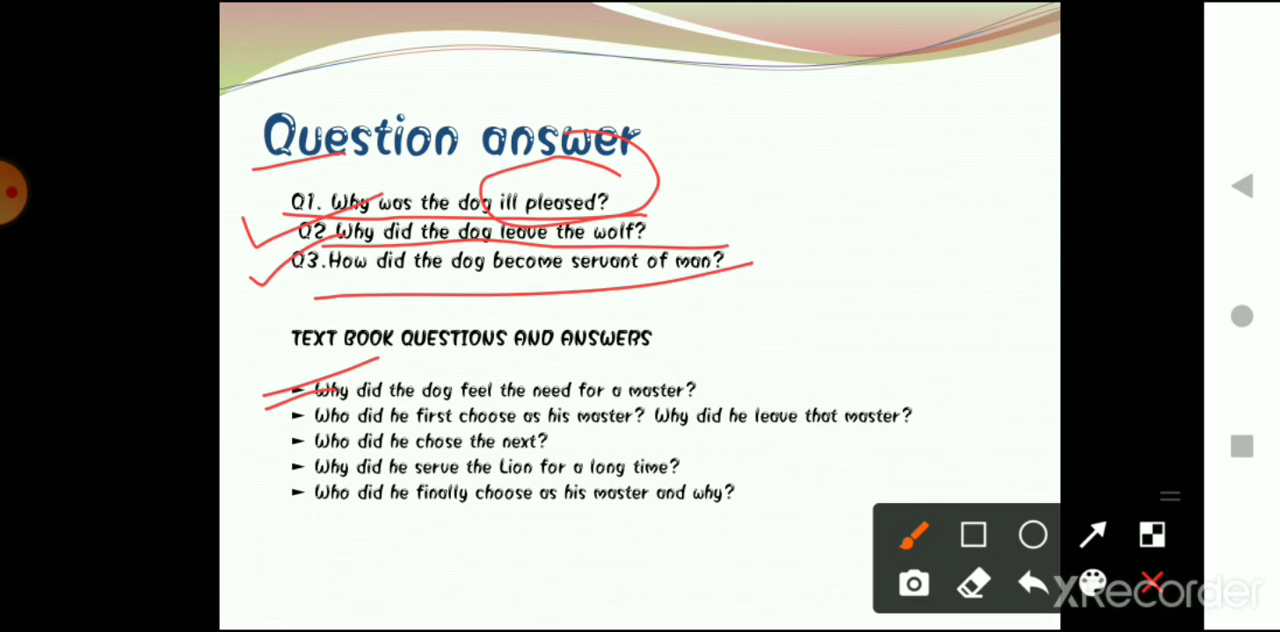 Question answer
Q1. Why was the dog ill pleased?
Q2 Why did the dog leave the wolf?
Q3.How did the dog become servant of man?
TEXT BOOK QUESTIONS AND ANSWERS
► Why did the dog feel the need for a master?
► Who did he first choose as his master? Why did he leave that master?
► Who did he chose the next?
► Why did he serve the Lion for a long time?
► Who did he finally choose as his master and why?
XRecorder